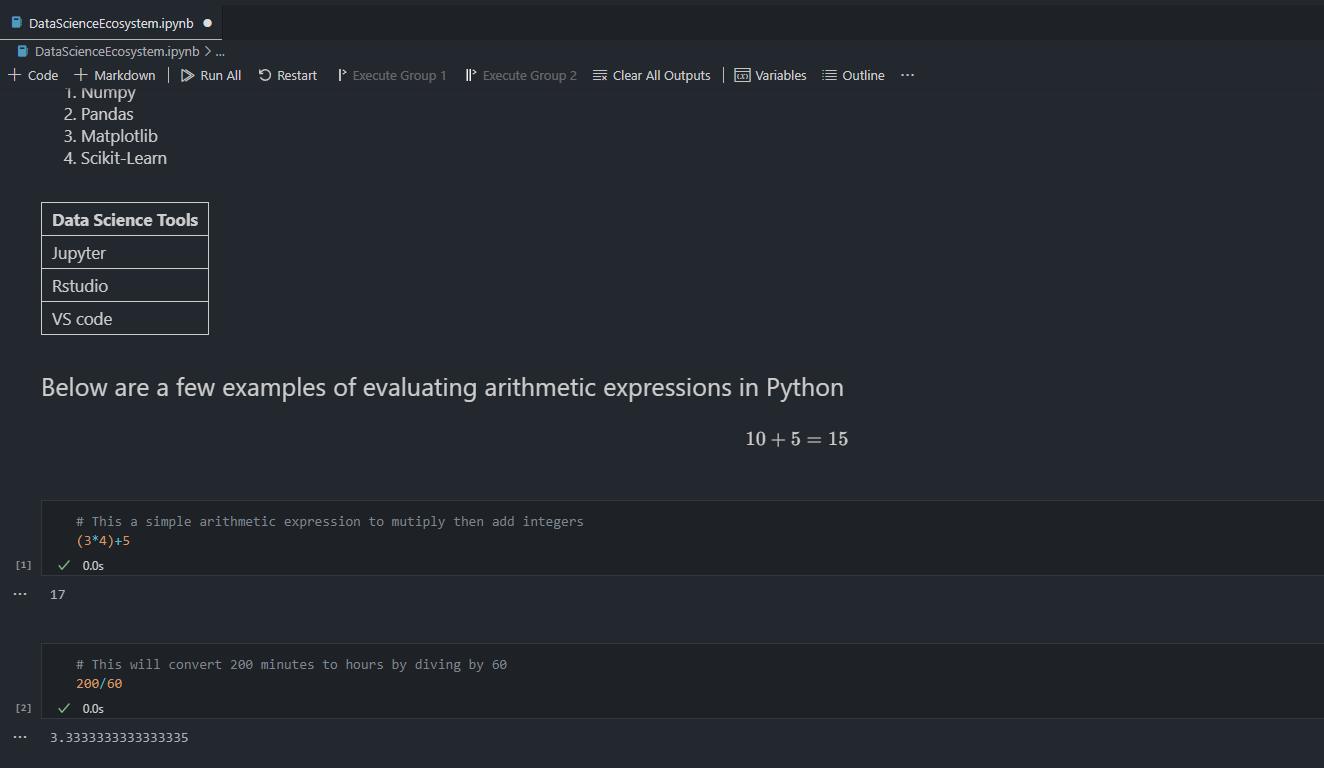 DataScienceEcosystem.ipynb ●
DataScienceEcosystem.ipynb > ...
+ Code + Markdown | Run All Restart Execute Group 1 Execute Group 2 Clear All Outputs | Variables Outline ...
1. Numpy
2. Pandas
3. Matplotlib
4. Scikit-Learn
Data Science Tools
Jupyter
Rstudio
VS code
Below are a few examples of evaluating arithmetic expressions in Python
10 + 5 = 15
# This a simple arithmetic expression to mutiply then add integers
(3*4)+5
[1] ✓ 0.0s
... 17
# This will convert 200 minutes to hours by diving by 60
200/60
[2] ✓ 0.0s
... 3.3333333333333335